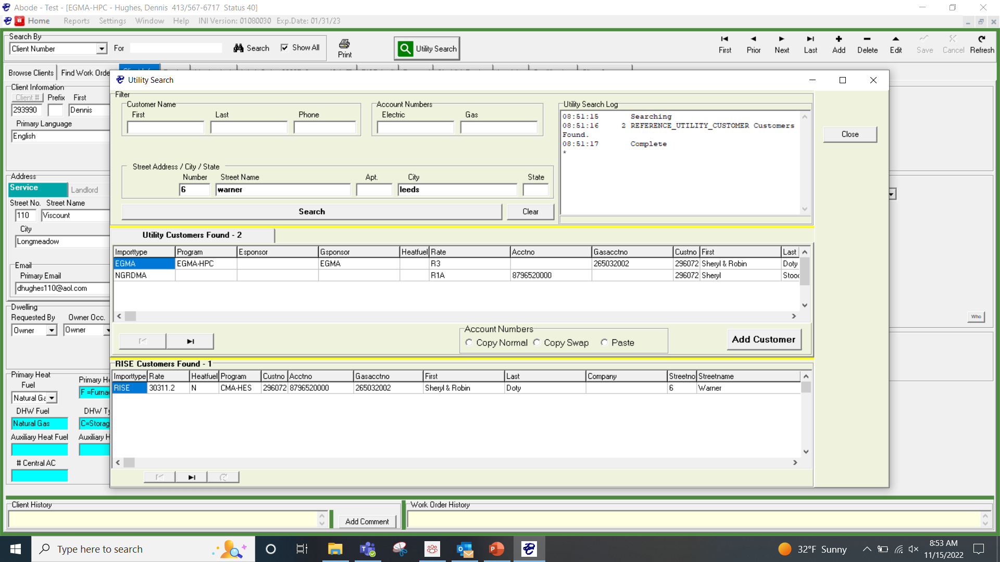 Abode - Test - [EGMA-HPC - Hughes, Dennis 413/567-6717 Status 40]
Home Reports Settings Window Help INI Version: 01080030 Exp.Date: 01/31/23
Search By
Client Number For Search Show All Print Utility Search
First Prior Next Last Add Delete Edit Save Cancel Refresh
Browse Clients Find Work Orde
Utility Search
Client Information
Client # Prefix First
293990 Dennis
Primary Language
English
Address
Service Landlord
Street No. Street Name
110 Viscount
City
Longmeadow
Email
Primary Email
dhughes110@aol.com
Dwelling
Requested By Owner Occ.
Owner Owner
Primary Heat
Fuel Primary He
Natural Ga F =Furnac
DHW Fuel DHW Ty
Natural Gas C=Storag
Auxiliary Heat Fuel Auxiliary H
# Central AC
Filter
Customer Name
First Last Phone
Account Numbers
Electric Gas
Street Address / City / State
Number Street Name Apt. City State
6 warner leeds
Search Clear
Utility Search Log
08:51:15 Searching
08:51:16 2 REFERENCE_UTILITY_CUSTOMER Customers
Found.
08:51:17 Complete
*
Close
Utility Customers Found - 2
Importtype Program Esponsor Gsponsor Heatfuel Rate Acctno Gasacctno Custno First Last
EGMA EGMA-HPC EGMA R3 265032002 296072 Sheryl & Robin Doty
NGRDMA R1A 8796520000 296072 Sheryl Stood
Account Numbers
Copy Normal Copy Swap Paste
Add Customer
Who
RISE Customers Found - 1
Importtype Rate Heatfuel Program Custno Acctno Gasacctno First Last Company Streetno Streetname
RISE 30311.2 N CMA-HES 296072 8796520000 265032002 Sheryl & Robin Doty 6 Warner
Client History
Add Comment
Work Order History
Type here to search
32°F Sunny
8:53 AM
11/15/2022